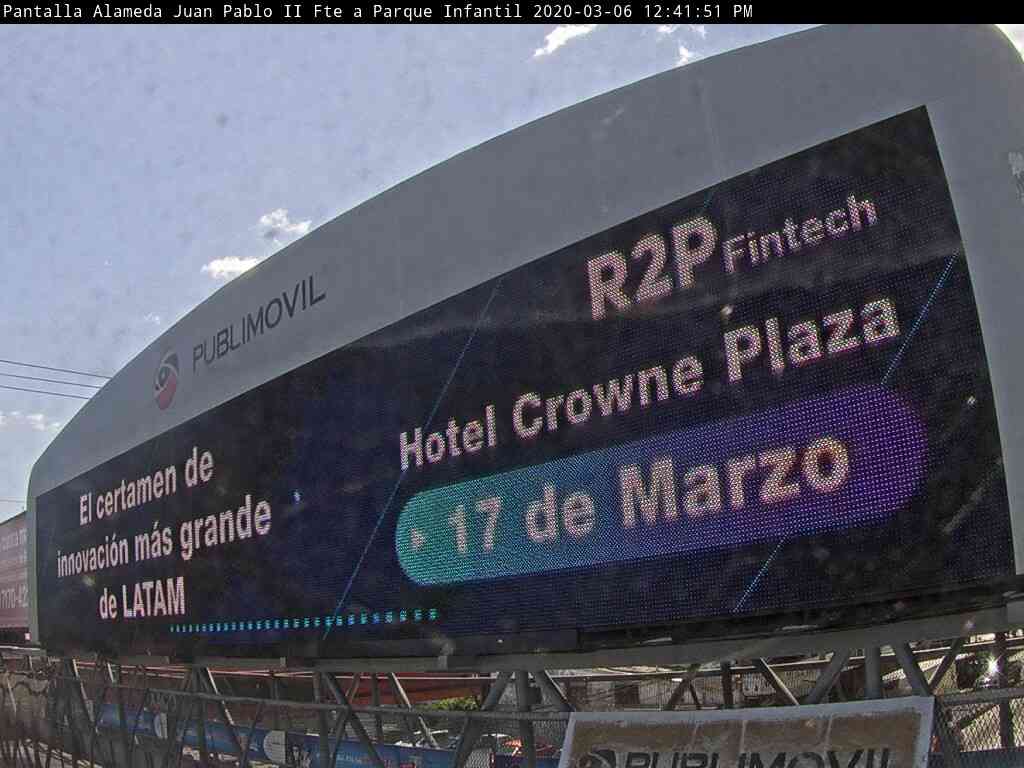 Pantalla Alameda Juan Pablo II Fte a Parque Infantil 2020-03-06 12:41:51 PM
PUBLIMOVIL
R2P Fintech
Hotel Crowne Plaza
17 de Marzo
El certamen de
innovación más grande
de LATAM
PUBLIMOVIL